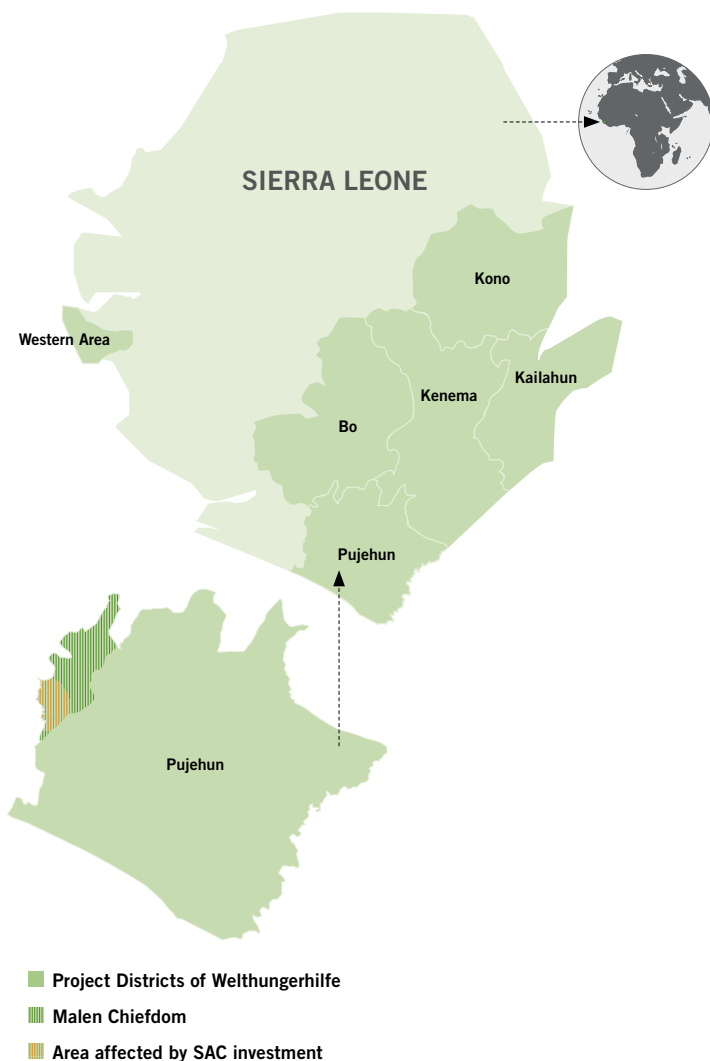 SIERRA LEONE
Kono
Western Area
Kailahun
Kenema
Bo
Pujehun
Pujehun
Project Districts of Welthungerhilfe
Malen Chiefdom
Area affected by SAC investment